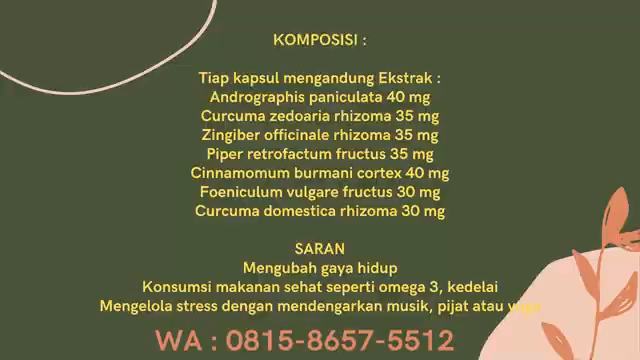 KOMPOSISI :
Tiap kapsul mengandung Ekstrak :
Andrographis paniculata 40 mg
Curcuma zedoaria rhizoma 35 mg
Zingiber officinale rhizoma 35 mg
Piper retrofactum fructus 35 mg
Cinnamomum burmani cortex 40 mg
Foeniculum vulgare fructus 30 mg
Curcuma domestica rhizoma 30 mg
SARAN
Mengubah gaya hidup
Konsumsi makanan sehat seperti omega 3, kedelai
Mengelola stress dengan mendengarkan musik, pijat atau
WA : 0815-8657-5512